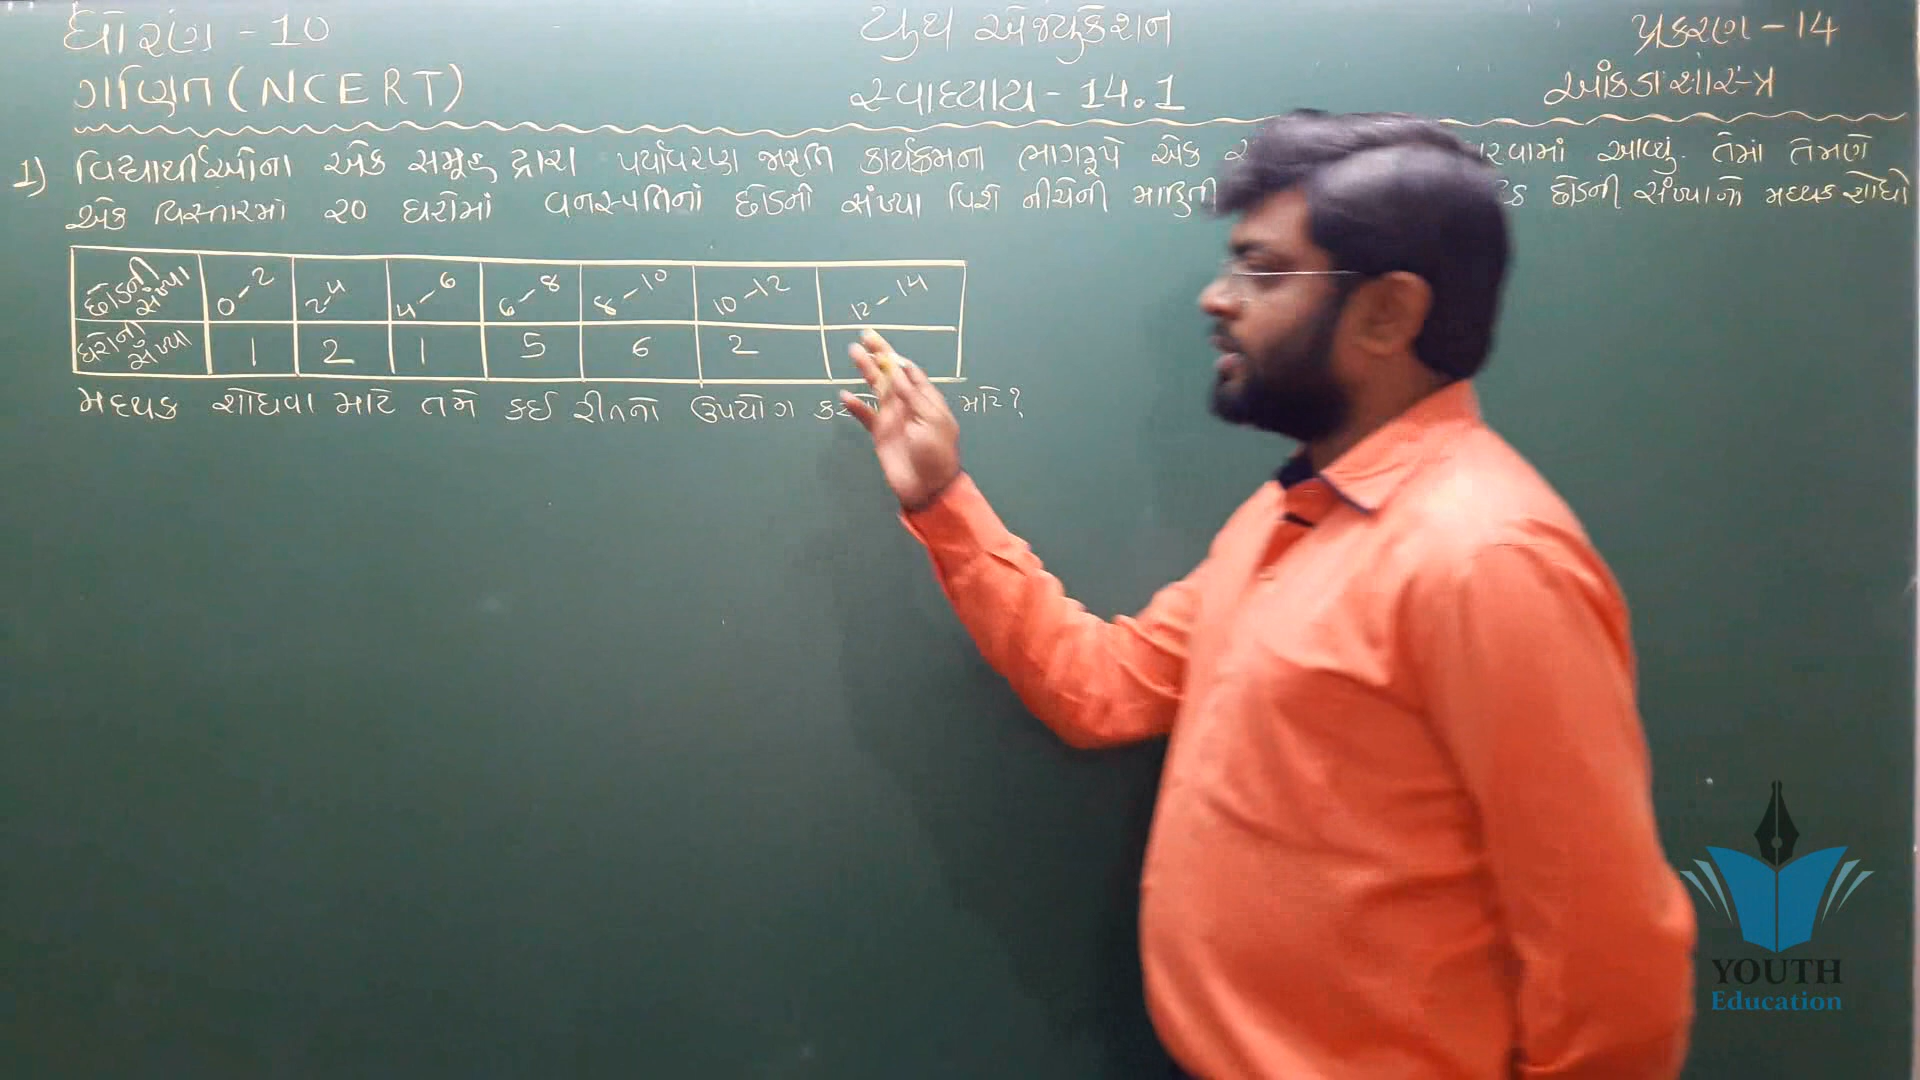 ધોરણ - 10
યુથ એજ્યુકેશન
પ્રકરણ - 14
ગણિત (NCERT)
સ્વાધ્યાય - 14.1
આંકડાશાસ્ત્ર
1) વિદ્યાર્થીઓના એક સમૂહ દ્વારા પર્યાવરણ જાગૃતિ કાર્યક્રમના ભાગરૂપે એક આવ્યું. તેમાં તેમણે
એક વિસ્તારમાં ૨૦ ઘરોમાં વનસ્પતિનાં છોડની સંખ્યા વિશે નીચેની છોડની સંખ્યાનો મધ્યક શોધો
છોડની સંખ્યા 0-2 2-4 4-6 6-8 8-10 10-12 12-14
ઘરોની સંખ્યા 1 2 1 5 6 2
મધ્યક શોધવા માટે તમે કઈ રીતનો ઉપયોગ માટે?
YOUTH
Education